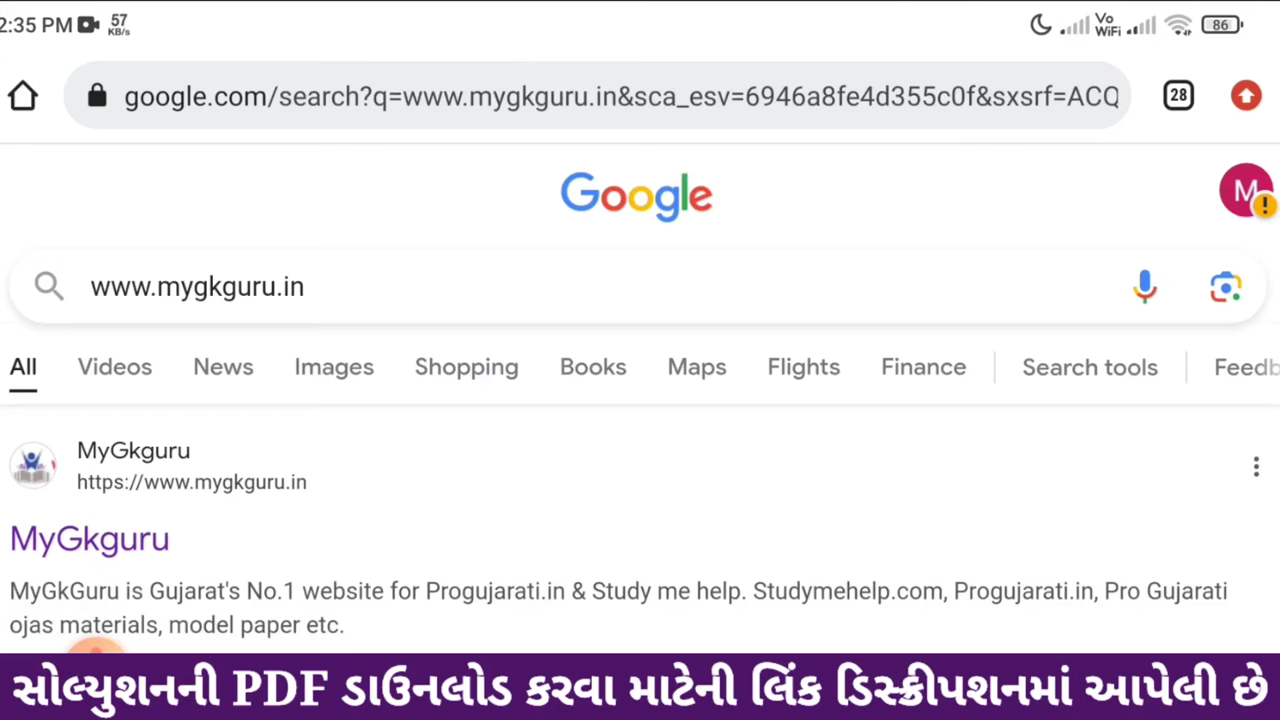 2:35 PM 57 KB/s Vo WiFi 86
google.com/search?q=www.mygkguru.in&sca_esv=6946a8fe4d355c0f&sxsrf=ACQ 28
Google M
www.mygkguru.in
All Videos News Images Shopping Books Maps Flights Finance Search tools Feedb
MyGkguru
https://www.mygkguru.in
MyGkguru
MyGkGuru is Gujarat's No.1 website for Progujarati.in & Study me help. Studymehelp.com, Progujarati.in, Pro Gujarati
ojas materials, model paper etc.
સોલ્યુશનની PDF ડાઉનલોડ કરવા માટેની લિંક ડિસ્ક્રીપશનમાં આપેલી છે